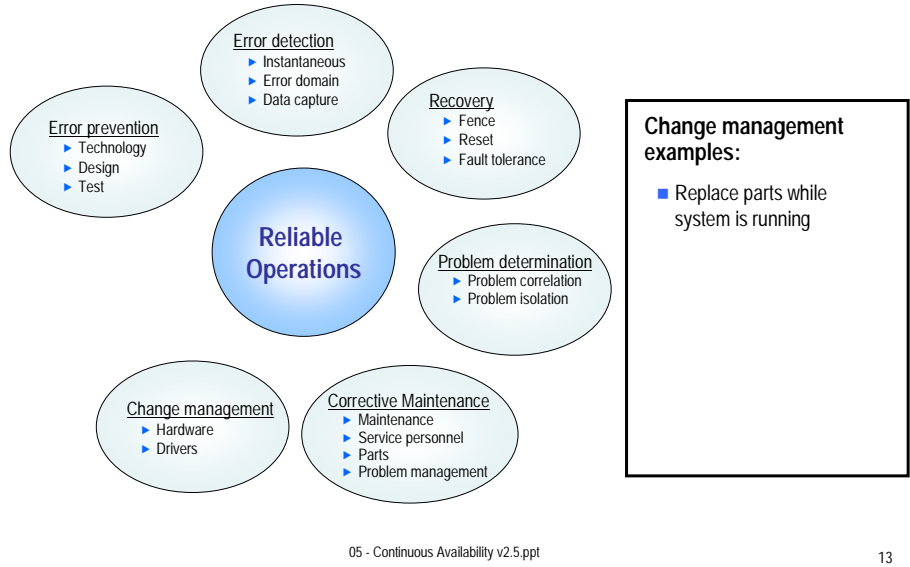 Error detection
Instantaneous
Error domain
Data capture
Recovery
Fence
Reset
Fault tolerance
Error prevention
Technology
Design
Test
Change management
examples:
Replace parts while
system is running
Reliable
Operations
Problem determination
Problem correlation
Problem isolation
Change management
Hardware
Drivers
Corrective Maintenance
Maintenance
Service personnel
Parts
Problem management
05 - Continuous Availability v2.5.ppt
13